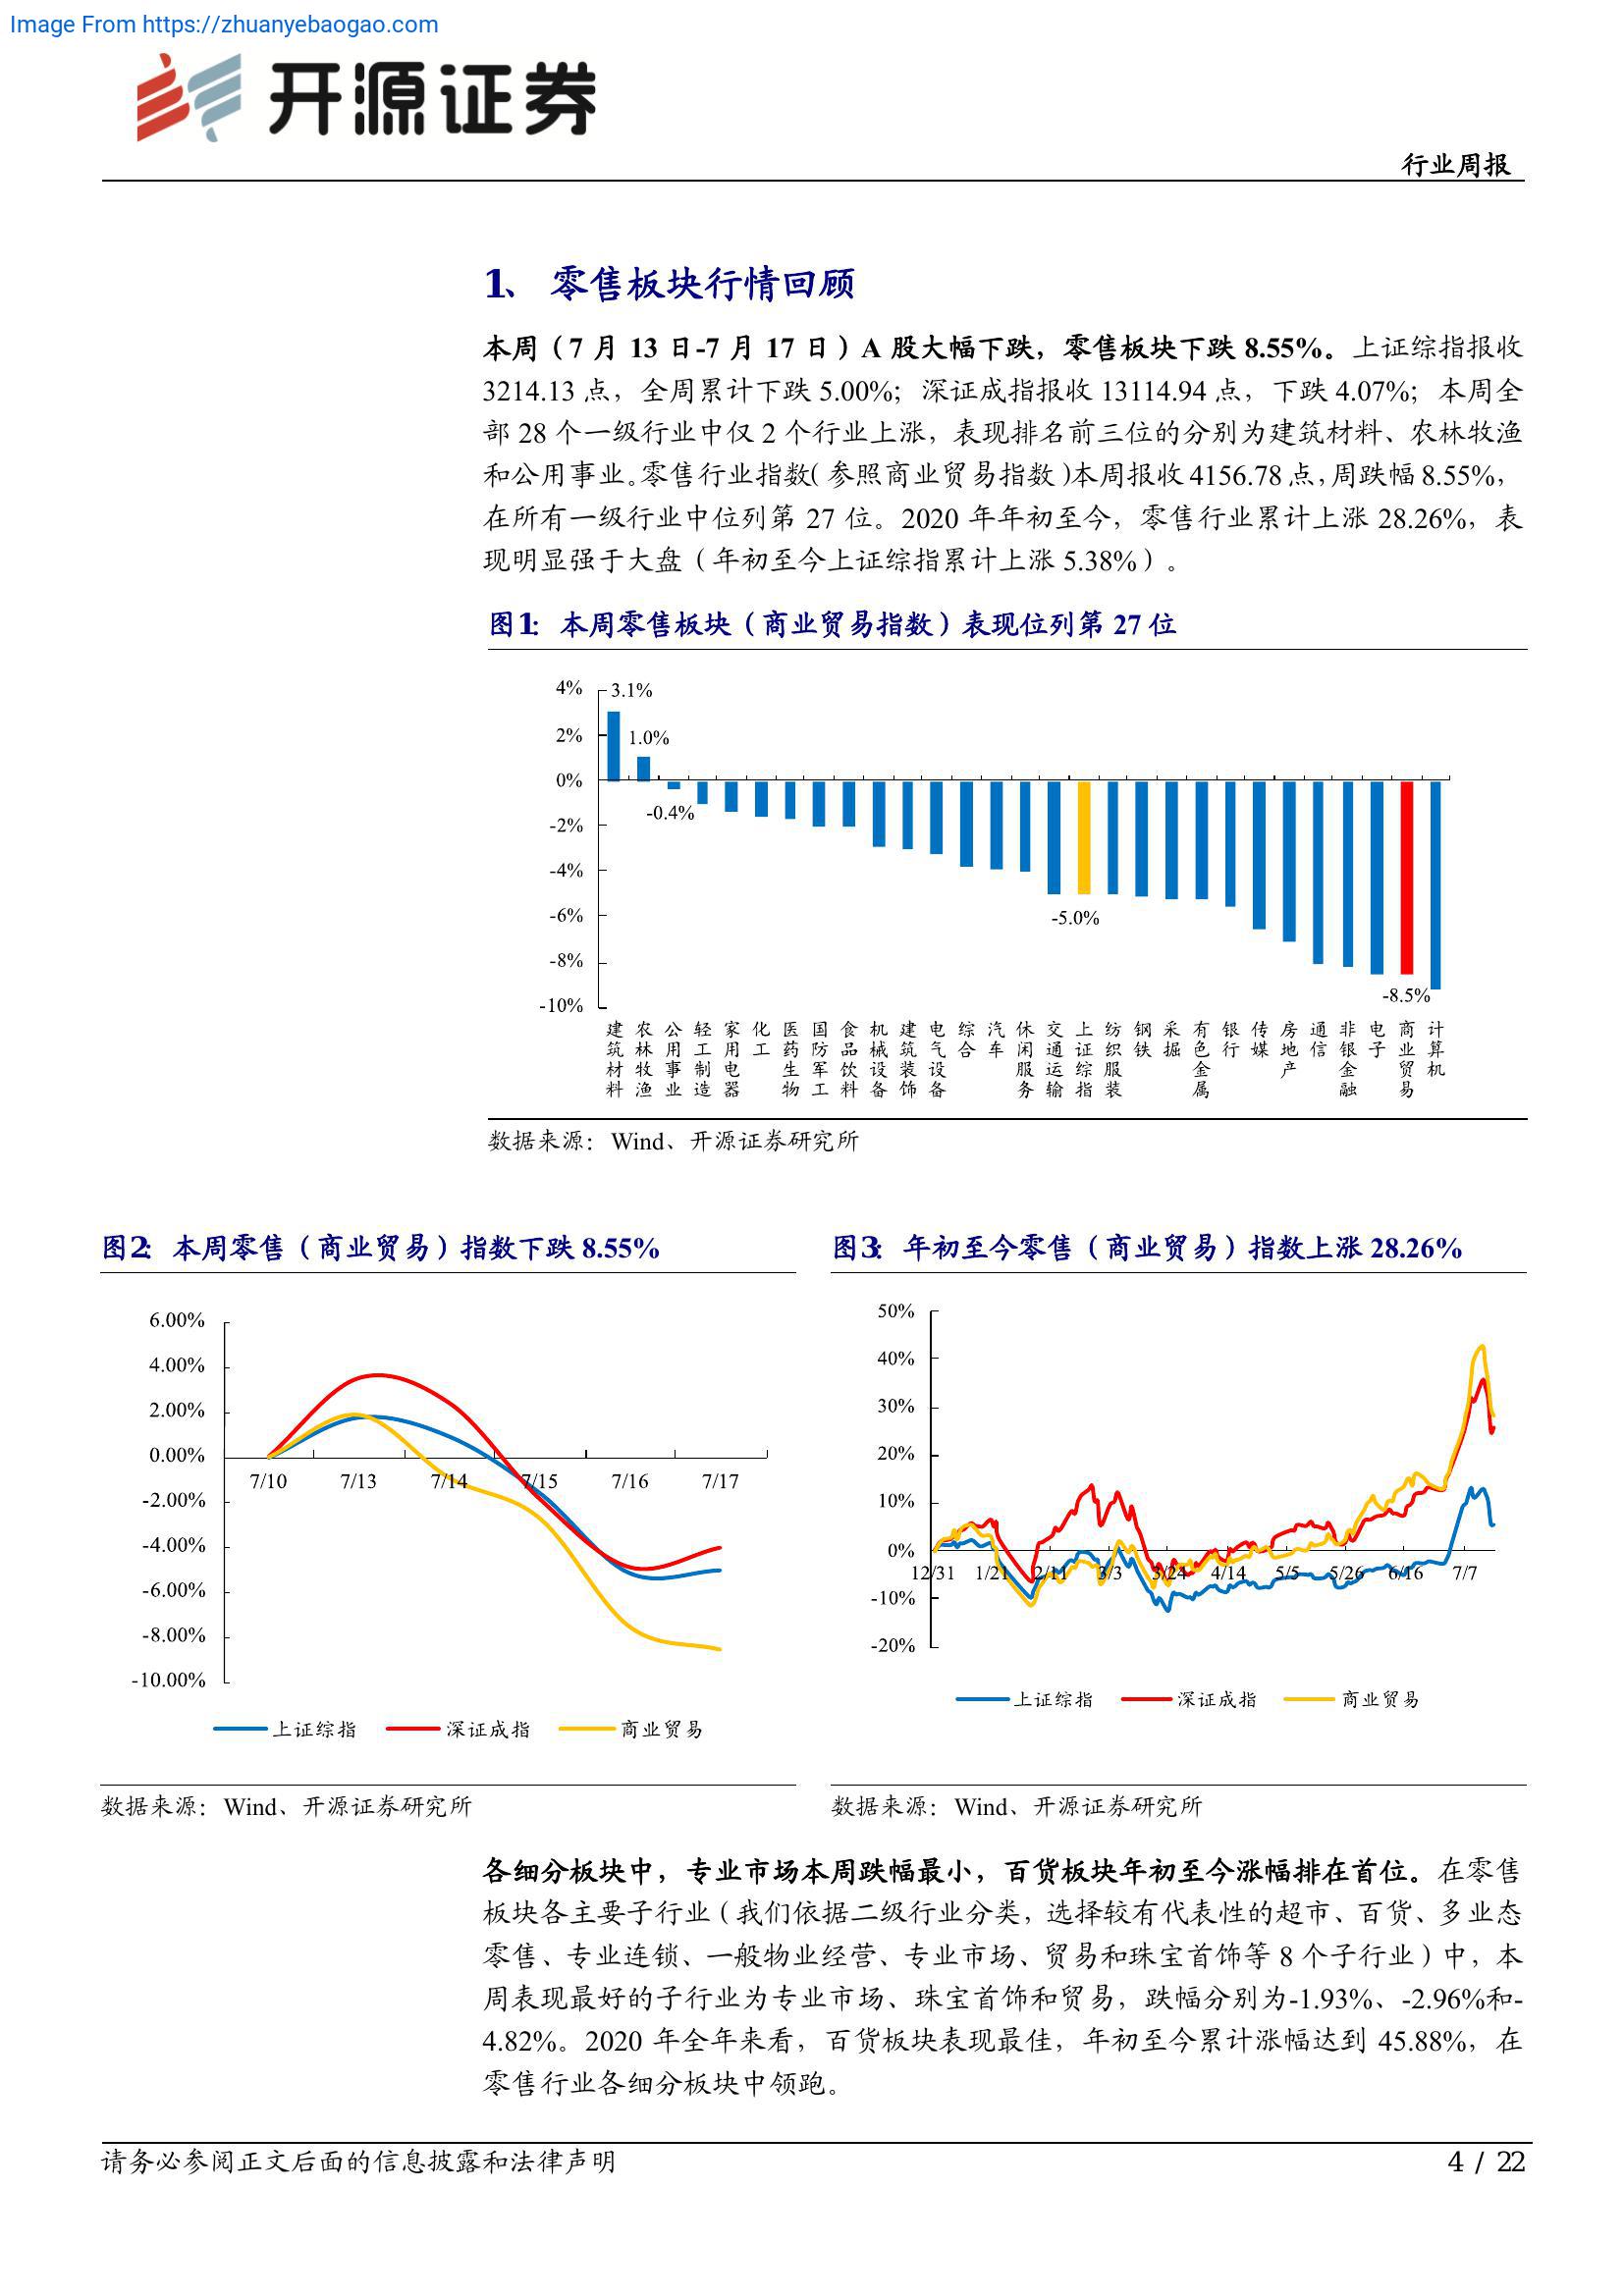 Image From https://zhuanyebaogao.com
开源证券
行业周报
1、 零售板块行情回顾
本周（7 月 13 日-7 月 17 日）A 股大幅下跌，零售板块下跌 8.55%。上证综指报收
3214.13 点，全周累计下跌 5.00%；深证成指报收 13114.94 点，下跌 4.07%；本周全
部 28 个一级行业中仅 2 个行业上涨，表现排名前三位的分别为建筑材料、农林牧渔
和公用事业。零售行业指数（参照商业贸易指数）本周报收 4156.78 点，周跌幅 8.55%，
在所有一级行业中位列第 27 位。2020 年年初至今，零售行业累计上涨 28.26%，表
现明显强于大盘（年初至今上证综指累计上涨 5.38%）。
图1：本周零售板块（商业贸易指数）表现位列第 27 位
4%
2%
0%
-2%
-4%
-6%
-8%
-10%
3.1%
1.0%
-0.4%
-5.0%
-8.5%
建筑材料
农林牧渔
公用事业
轻工制造
家用电器
化工
医药生物
国防军工
食品饮料
机械设备
建筑装饰
电气设备
综合
汽车
休闲服务
交通运输
上证综指
纺织服装
钢铁
采掘
有色金属
银行
传媒
房地产
通信
非银金融
电子
商业贸易
计算机
数据来源：Wind、开源证券研究所
图2：本周零售（商业贸易）指数下跌 8.55%
6.00%
4.00%
2.00%
0.00%
-2.00%
-4.00%
-6.00%
-8.00%
-10.00%
7/10 7/13 7/14 7/15 7/16 7/17
上证综指 深证成指 商业贸易
数据来源：Wind、开源证券研究所
图3：年初至今零售（商业贸易）指数上涨 28.26%
50%
40%
30%
20%
10%
0%
-10%
-20%
12/31 1/21 2/11 3/3 3/24 4/14 5/5 5/26 6/16 7/7
上证综指 深证成指 商业贸易
数据来源：Wind、开源证券研究所
各细分板块中，专业市场本周跌幅最小，百货板块年初至今涨幅排在首位。在零售
板块各主要子行业（我们依据二级行业分类，选择较有代表性的超市、百货、多业态
零售、专业连锁、一般物业经营、专业市场、贸易和珠宝首饰等 8 个子行业）中，本
周表现最好的子行业为专业市场、珠宝首饰和贸易，跌幅分别为-1.93%、-2.96%和-
4.82%。2020 年全年来看，百货板块表现最佳，年初至今累计涨幅达到 45.88%，在
零售行业各细分板块中领跑。
请务必参阅正文后面的信息披露和法律声明
4 / 22